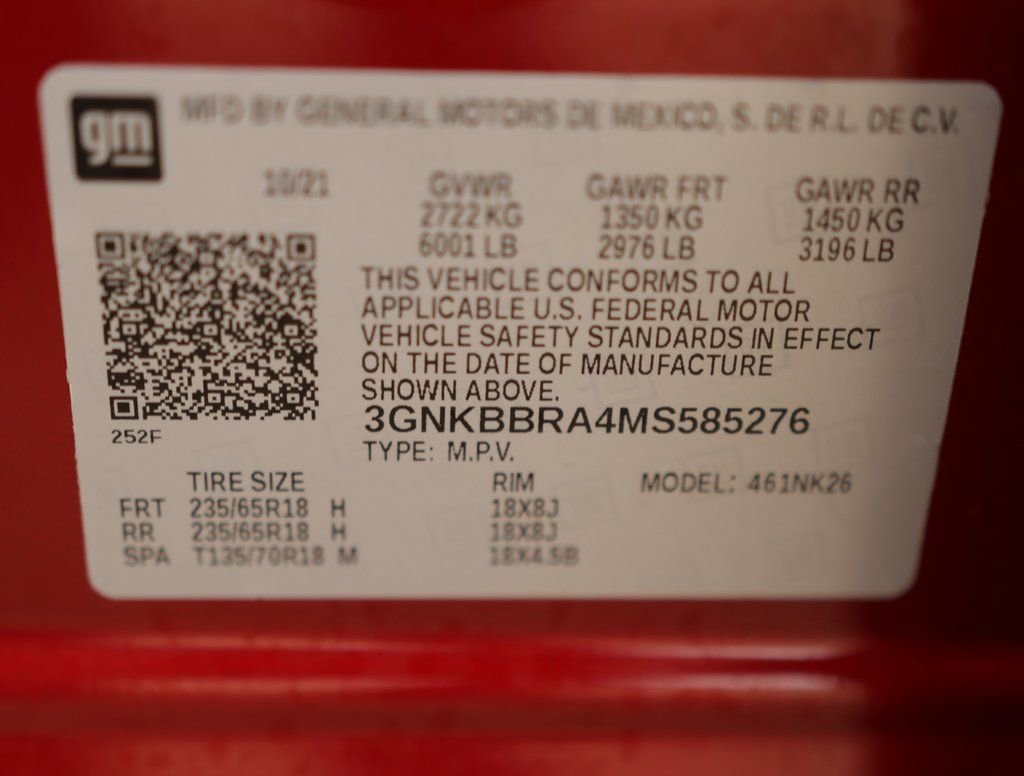 gm
MFD BY GENERAL MOTORS DE MEXICO, S. DE R.L. DE C.V.
10/21 GVWR GAWR FRT GAWR RR
2722 KG 1350 KG 1450 KG
6001 LB 2976 LB 3196 LB
THIS VEHICLE CONFORMS TO ALL
APPLICABLE U.S. FEDERAL MOTOR
VEHICLE SAFETY STANDARDS IN EFFECT
ON THE DATE OF MANUFACTURE
SHOWN ABOVE.
3GNKBBRA4MS585276
252F
TYPE: M.P.V.
TIRE SIZE RIM MODEL: 461NK26
FRT 235/65R18 H 18X8J
RR 235/65R18 H 18X8J
SPA T135/70R18 M 18X4.5B